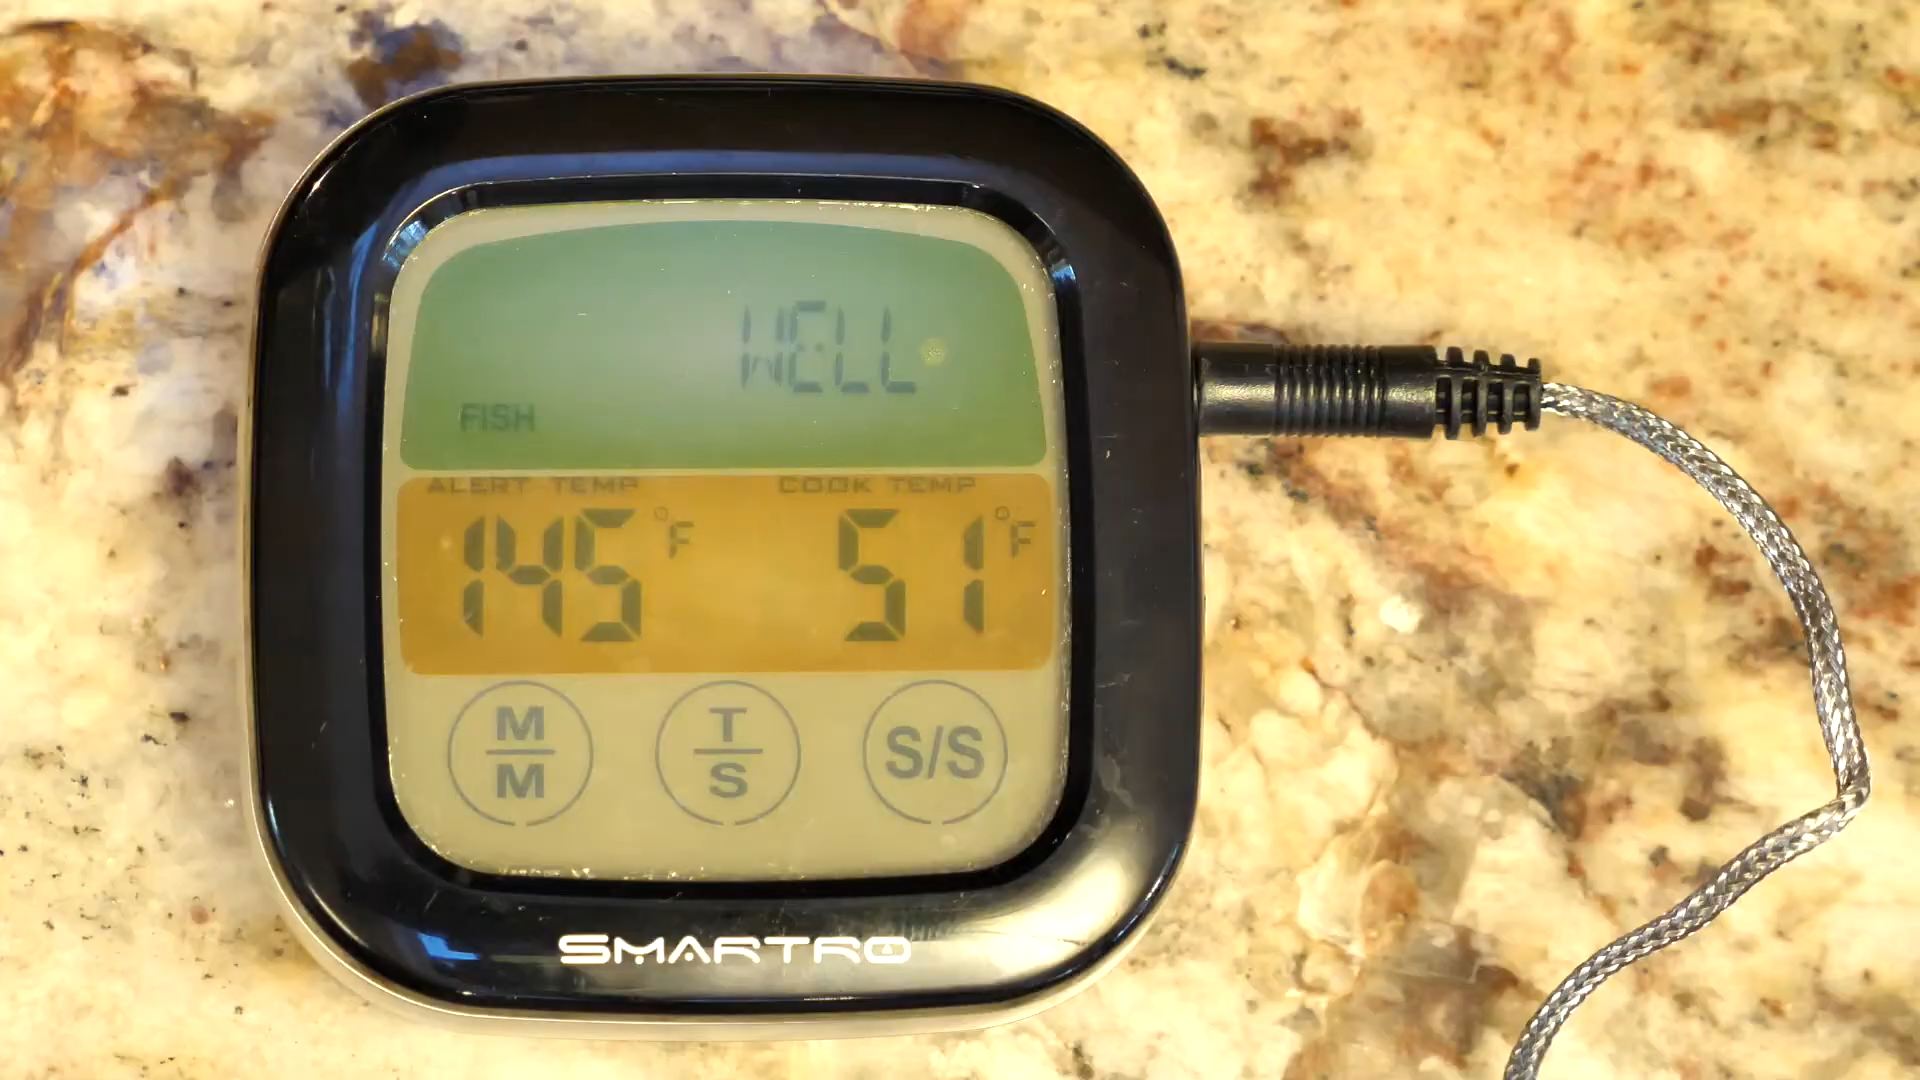 WELL
FISH
ALERT TEMP COOK TEMP
145°F 51°F
M T S/S
M S
SMARTRO